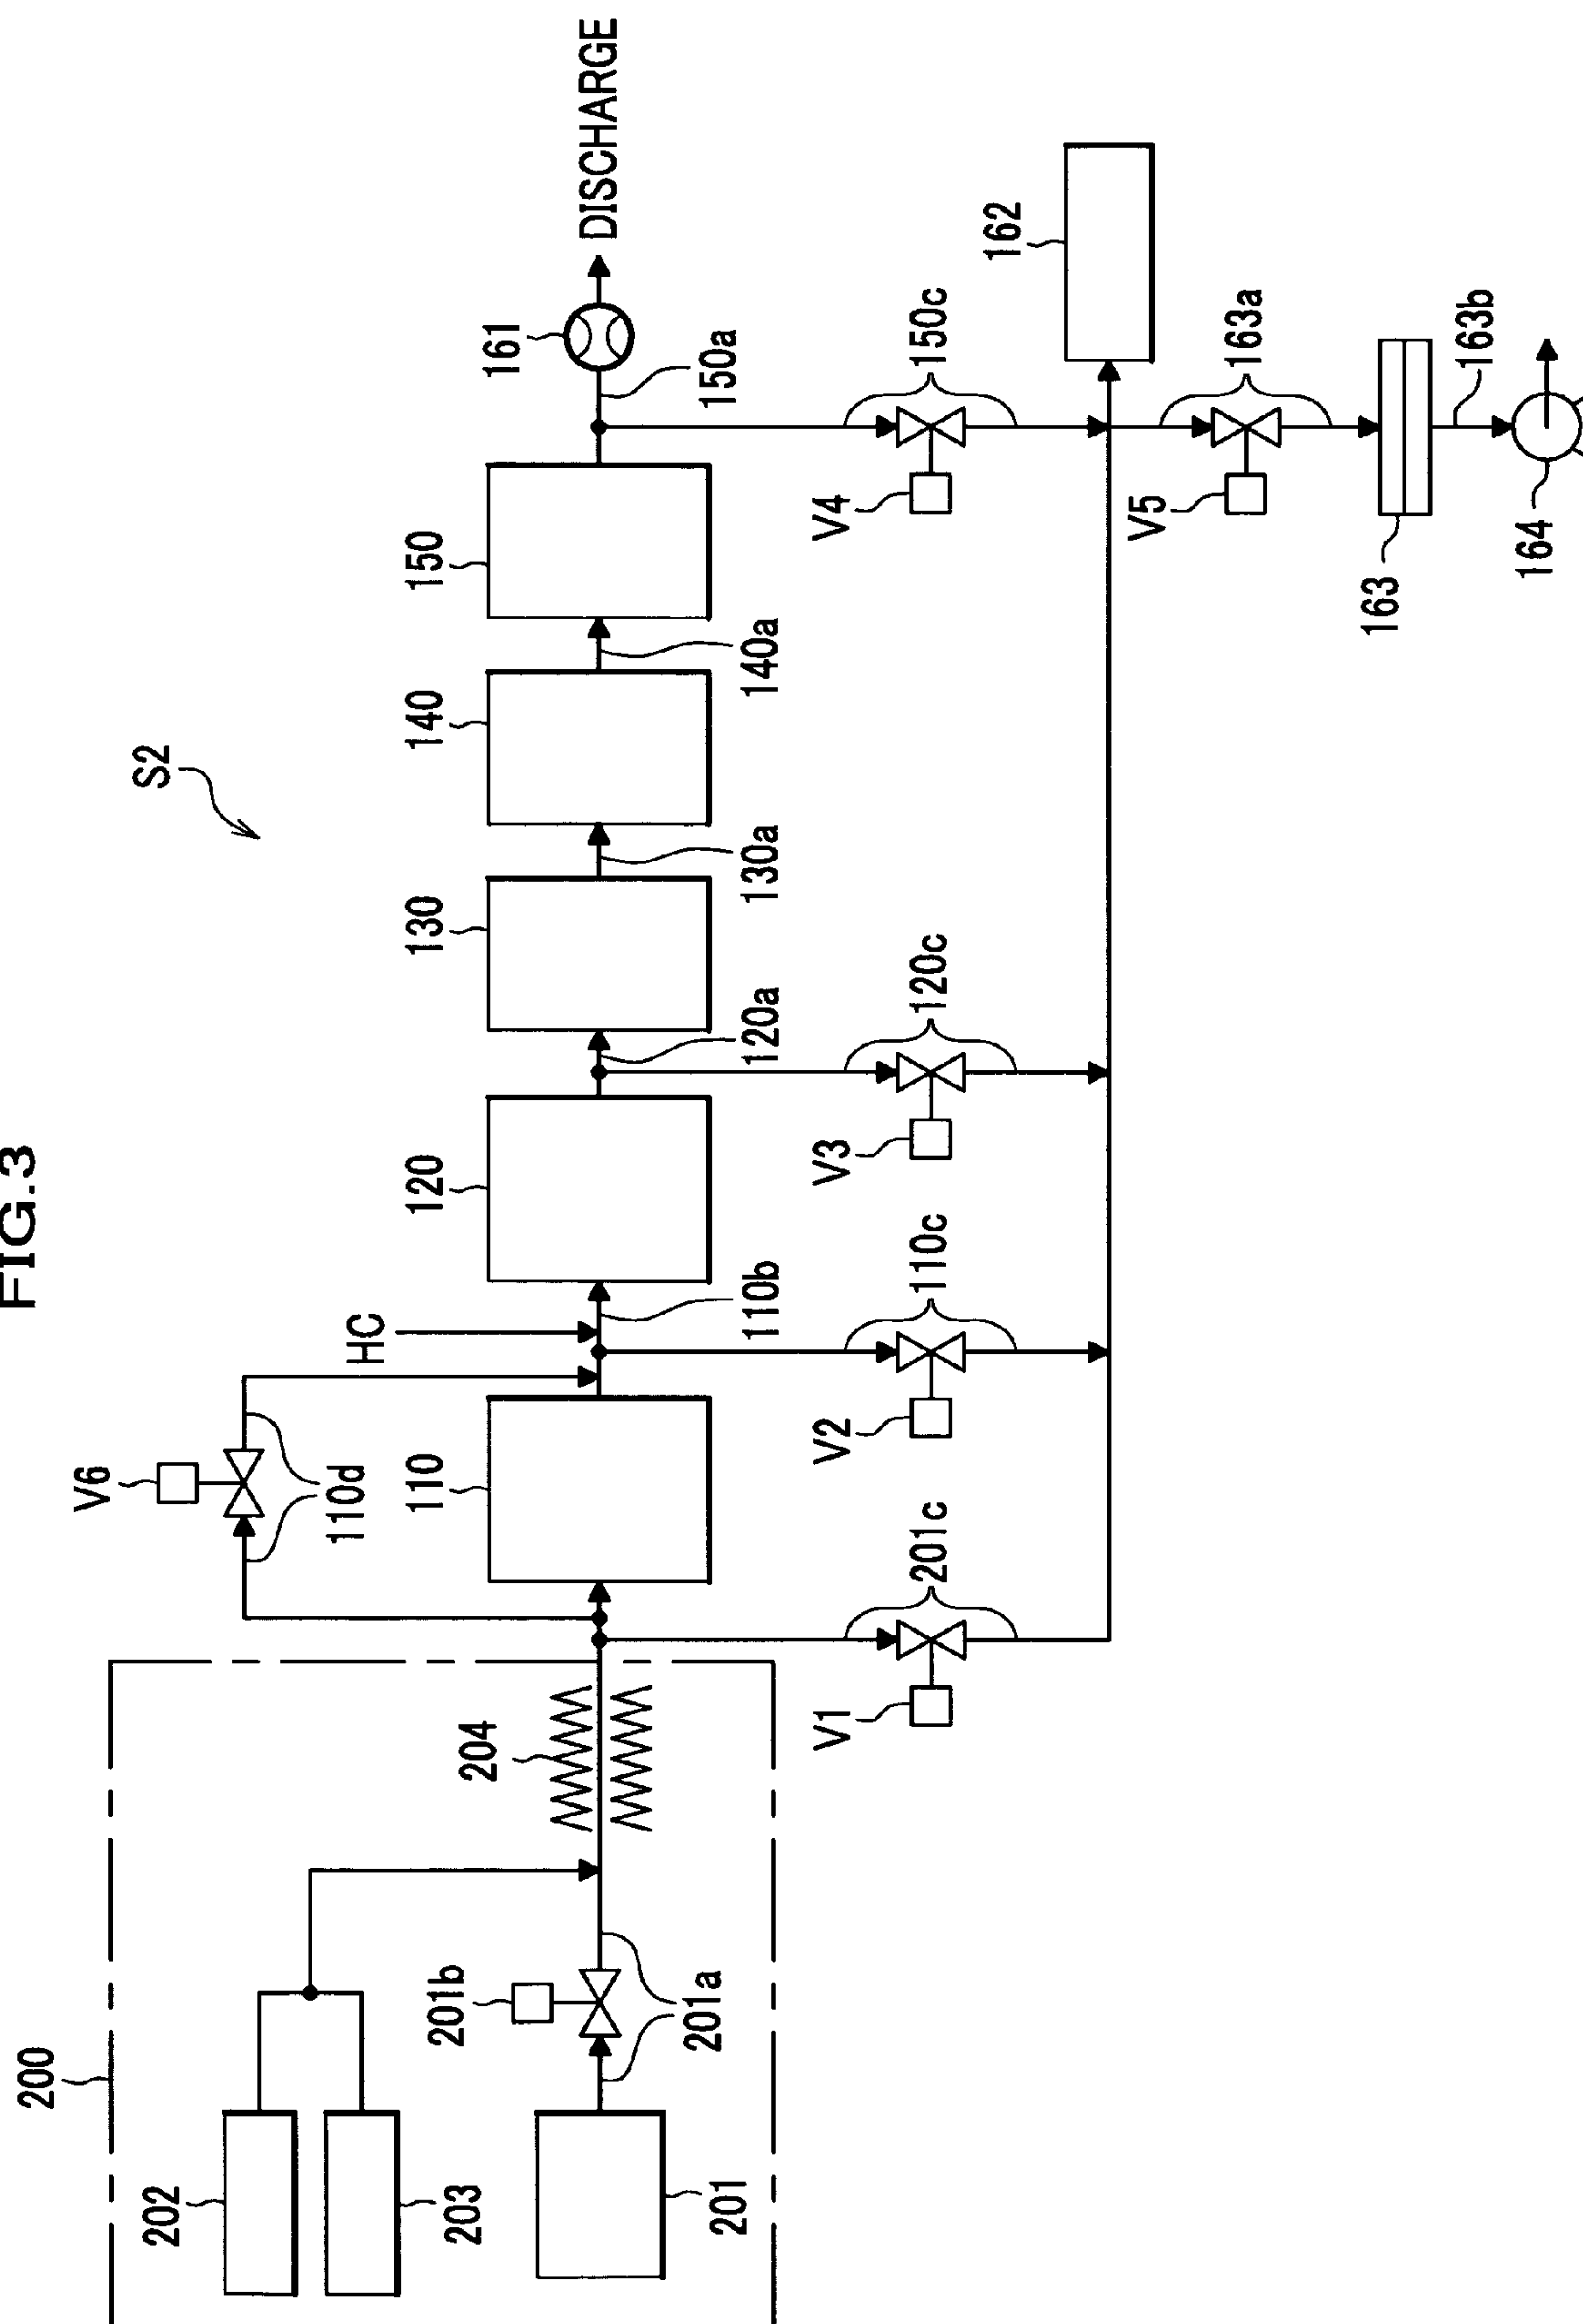 FIG.3
S2
200
202
203
201
201b
201a
204
V6
110d
110
HC
110b
120
120a
130
130a
140
140a
150
150a
161
DISCHARGE
V1
201c
V2
110c
V3
120c
V4
150c
162
V5
163a
163
163b
164